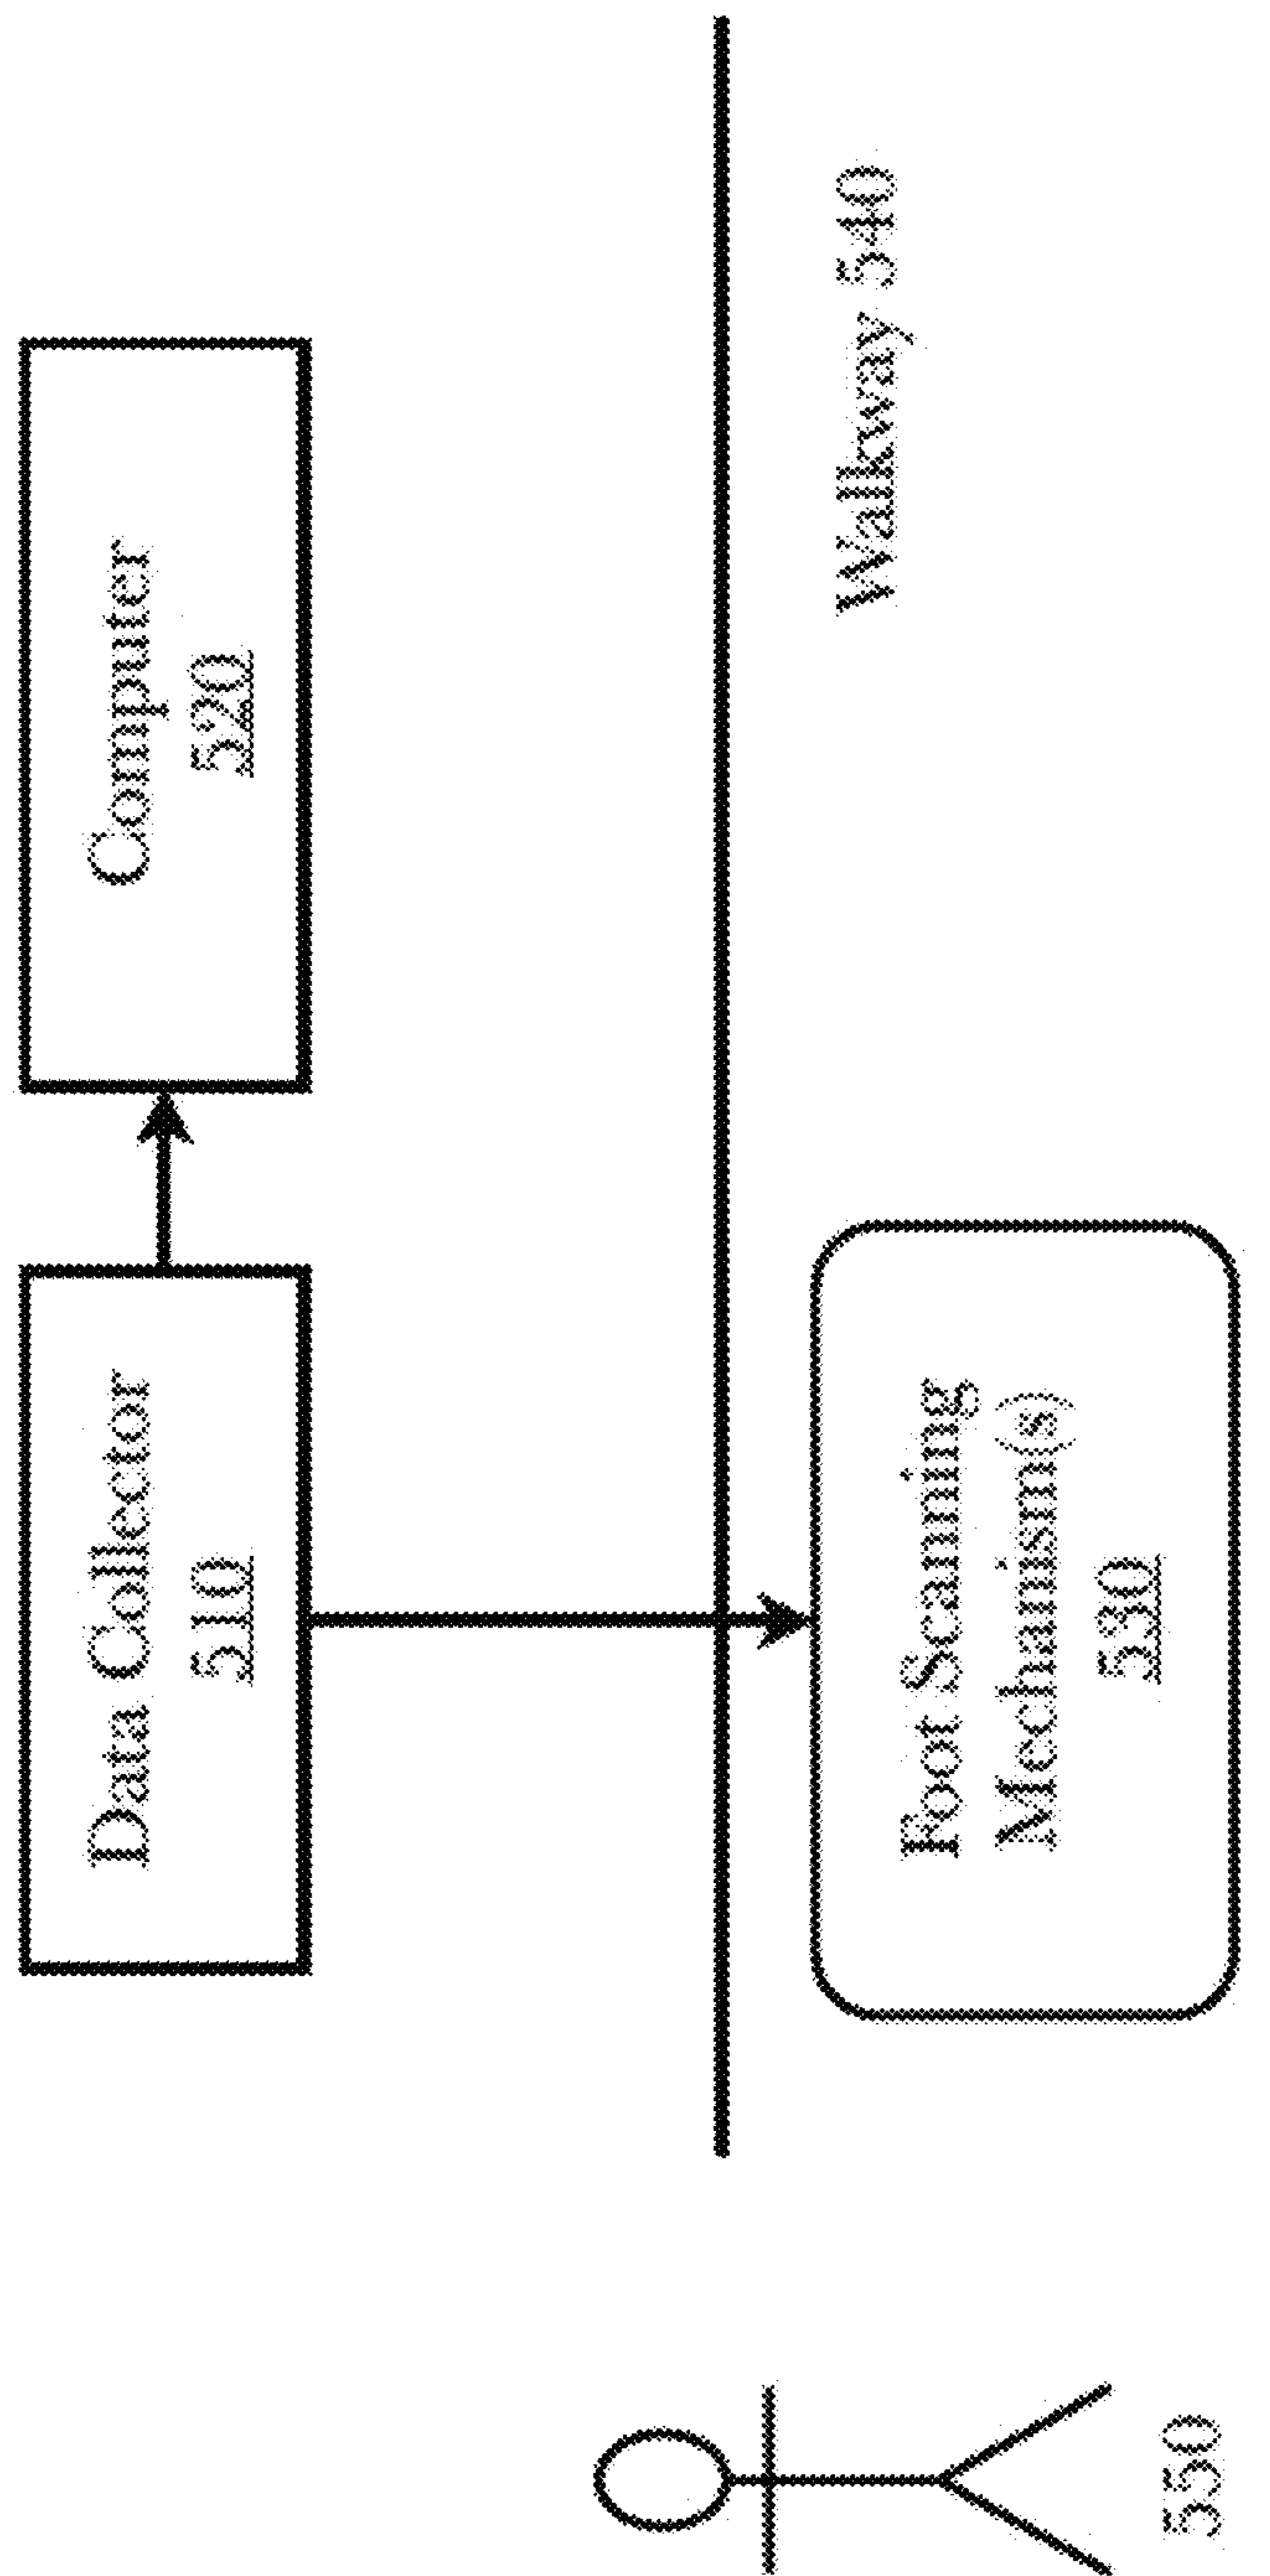 Data Collector
510
Computer
520
Walkway 540
Foot Scanning
Mechanism(s)
530
550